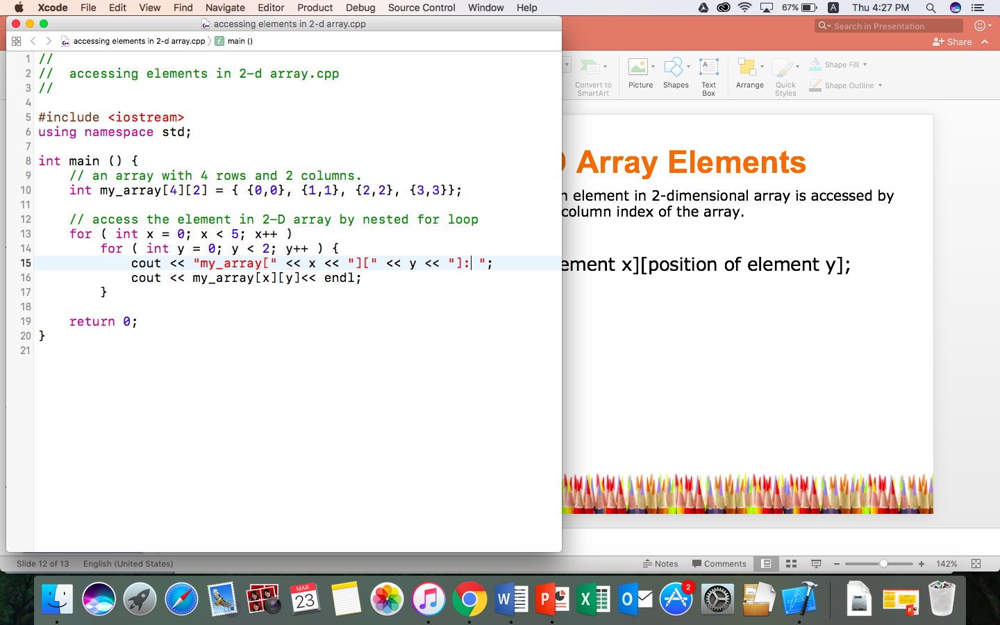 Xcode File Edit View Find Navigate Editor Product Debug Source Control Window Help 67% A Thu 4:27 PM
accessing elements in 2-d array.cpp
accessing elements in 2-d array.cpp main ()
1 //
2 //  accessing elements in 2-d array.cpp
3 //
4
5 #include <iostream>
6 using namespace std;
7
8 int main () {
9     // an array with 4 rows and 2 columns.
10     int my_array[4][2] = { {0,0}, {1,1}, {2,2}, {3,3}};
11
12     // access the element in 2-D array by nested for loop
13     for ( int x = 0; x < 5; x++ )
14         for ( int y = 0; y < 2; y++ ) {
15             cout << "my_array[" << x << "][" << y << "]: ";
16             cout << my_array[x][y]<< endl;
17         }
18
19     return 0;
20 }
21
Search in Presentation
Share
Convert to SmartArt
Picture
Shapes
Text Box
Arrange
Quick Styles
Shape Fill
Shape Outline
Array Elements
element in 2-dimensional array is accessed by
column index of the array.
ement x][position of element y];
Slide 12 of 13 English (United States) Notes Comments 142%
MAR
23
2